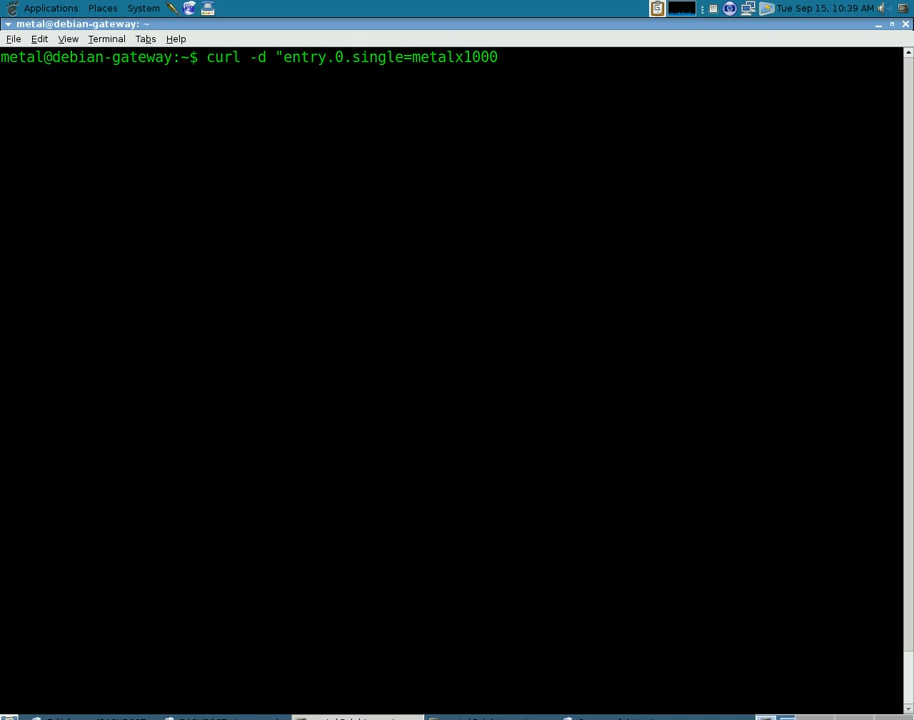 Applications Places System Tue Sep 15, 10:39 AM
metal@debian-gateway: ~
File Edit View Terminal Tabs Help
metal@debian-gateway:~$ curl -d "entry.0.single=metalx1000